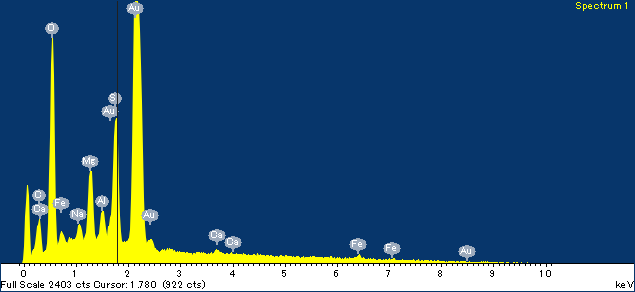 Spectrum 1
Au
O
Si
Au
Mg
C
Ca
Fe
Na
Al
Au
Ca
Ca
Fe
Fe
Au
0 1 2 3 4 5 6 7 8 9 10
Full Scale 2403 cts Cursor: 1.780 (922 cts) keV